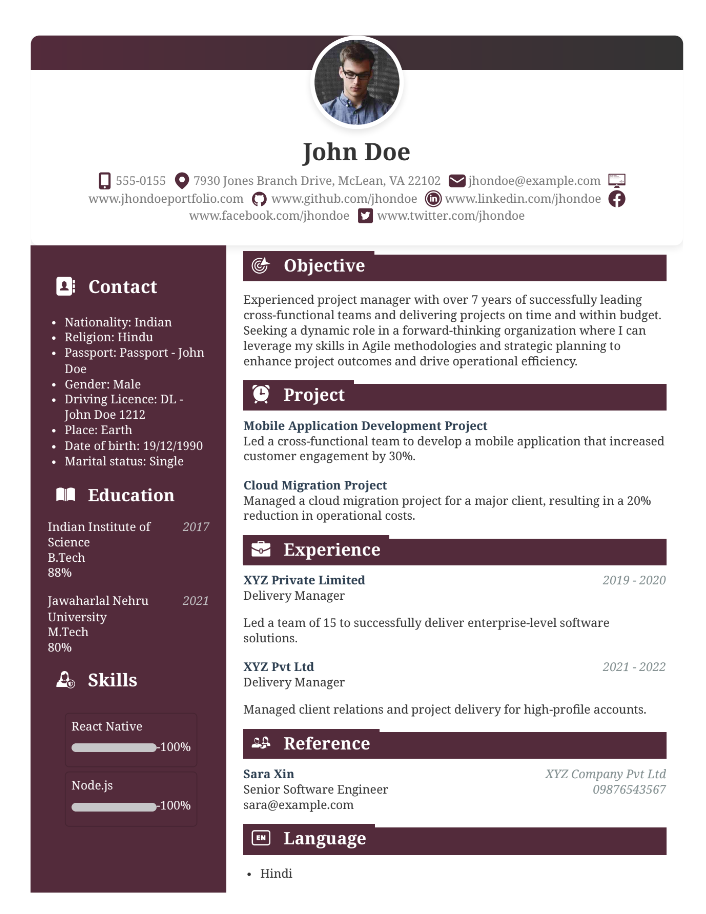 John Doe
555-0155 7930 Jones Branch Drive, McLean, VA 22102 jhondoe@example.com
www.jhondoeportfolio.com www.github.com/jhondoe www.linkedin.com/jhondoe
www.facebook.com/jhondoe www.twitter.com/jhondoe
Contact
• Nationality: Indian
• Religion: Hindu
• Passport: Passport - John
Doe
• Gender: Male
• Driving Licence: DL -
John Doe 1212
• Place: Earth
• Date of birth: 19/12/1990
• Marital status: Single
Education
Indian Institute of 2017
Science
B.Tech
88%
Jawaharlal Nehru 2021
University
M.Tech
80%
Skills
React Native
100%
Node.js
100%
Objective
Experienced project manager with over 7 years of successfully leading
cross-functional teams and delivering projects on time and within budget.
Seeking a dynamic role in a forward-thinking organization where I can
leverage my skills in Agile methodologies and strategic planning to
enhance project outcomes and drive operational efficiency.
Project
Mobile Application Development Project
Led a cross-functional team to develop a mobile application that increased
customer engagement by 30%.
Cloud Migration Project
Managed a cloud migration project for a major client, resulting in a 20%
reduction in operational costs.
Experience
XYZ Private Limited 2019 - 2020
Delivery Manager
Led a team of 15 to successfully deliver enterprise-level software
solutions.
XYZ Pvt Ltd 2021 - 2022
Delivery Manager
Managed client relations and project delivery for high-profile accounts.
Reference
Sara Xin XYZ Company Pvt Ltd
Senior Software Engineer 09876543567
sara@example.com
EN Language
• Hindi